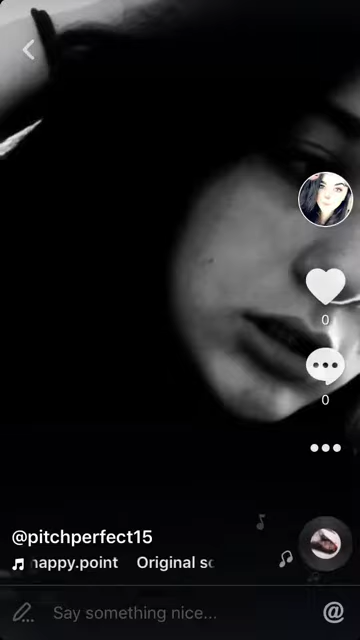 0
0
@pitchperfect15
happy.point Original sc
Say something nice...
@